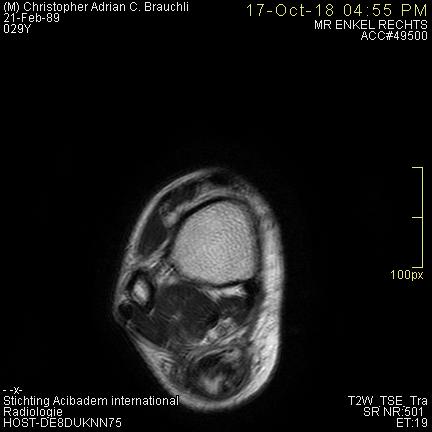 (M) Christopher Adrian C. Brauchli
21-Feb-89
029Y
17-Oct-18 04:55 PM
MR ENKEL RECHTS
ACC#49500
100px
--x-
Stichting Acibadem international
Radiologie
HOST-DE8DUKNN75
T2W_TSE_Tra
SR NR:501
ET:19